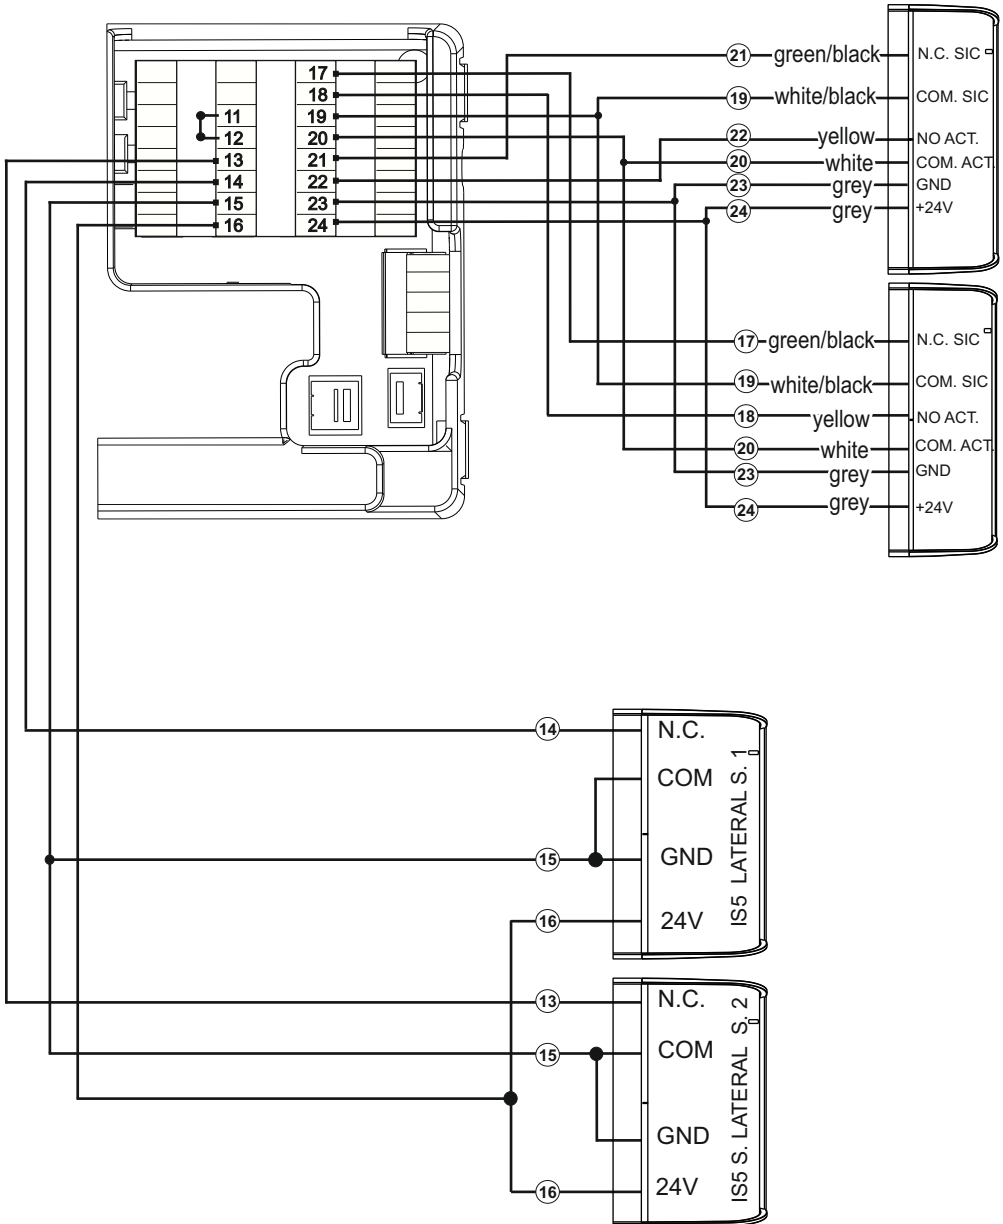 17
18
11 19
12 20
13 21
14 22
15 23
16 24
21 green/black N.C. SIC
19 white/black COM. SIC
22 yellow NO ACT.
20 white COM. ACT.
23 grey GND
24 grey +24V
17 green/black N.C. SIC
19 white/black COM. SIC
18 yellow NO ACT.
20 white COM. ACT.
23 grey GND
24 grey +24V
14 N.C.
COM
15 GND
16 24V
IS5 LATERAL S. 1
13 N.C.
15 COM
GND
16 24V
IS5 S. LATERAL S. 2